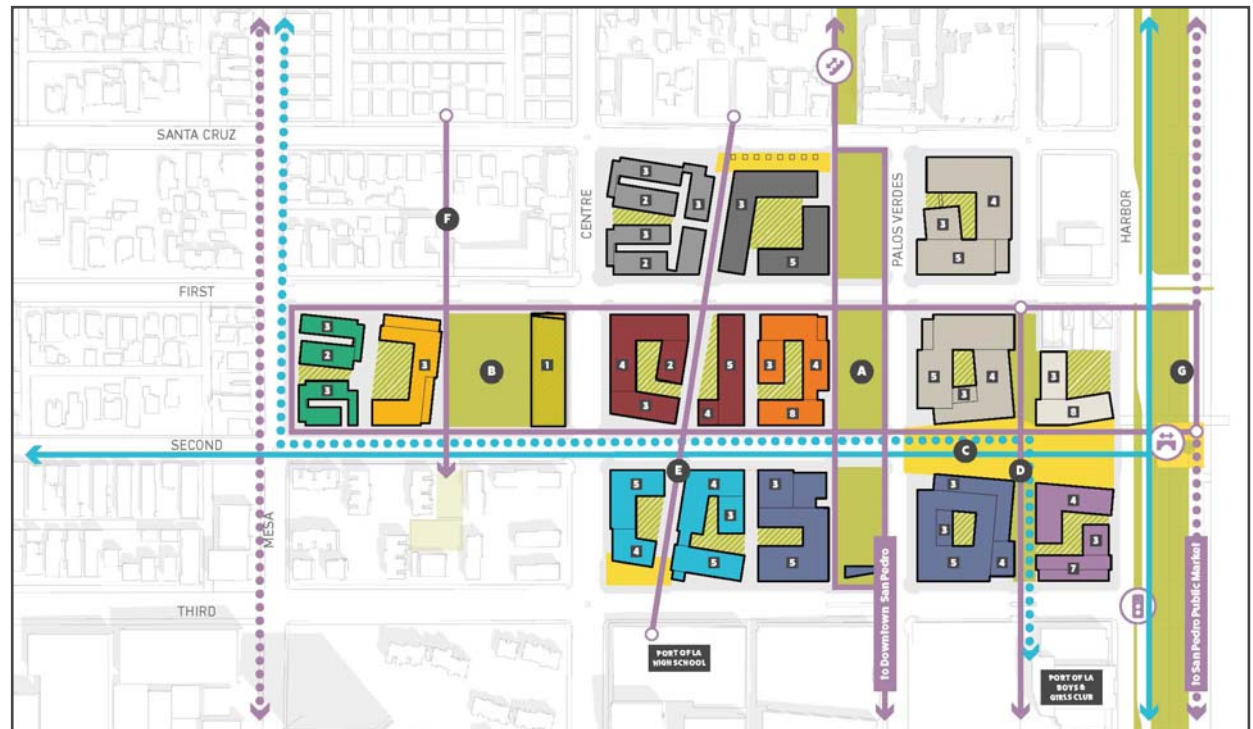 SANTA CRUZ
CENTRE
PALOS VERDES
HARBOR
3
2
3
3
2
3
5
4
3
5
F
FIRST
3
2
3
3
B
1
4
2
3
5
4
3
4
8
A
5
4
3
3
8
G
SECOND
C
E
D
MESA
5
4
4
3
5
3
5
3
3
5
4
4
3
7
THIRD
PORT OF LA
HIGH SCHOOL
to Downtown San Pedro
PORT OF LA
BOYS &
GIRLS CLUB
to San Pedro Public Market